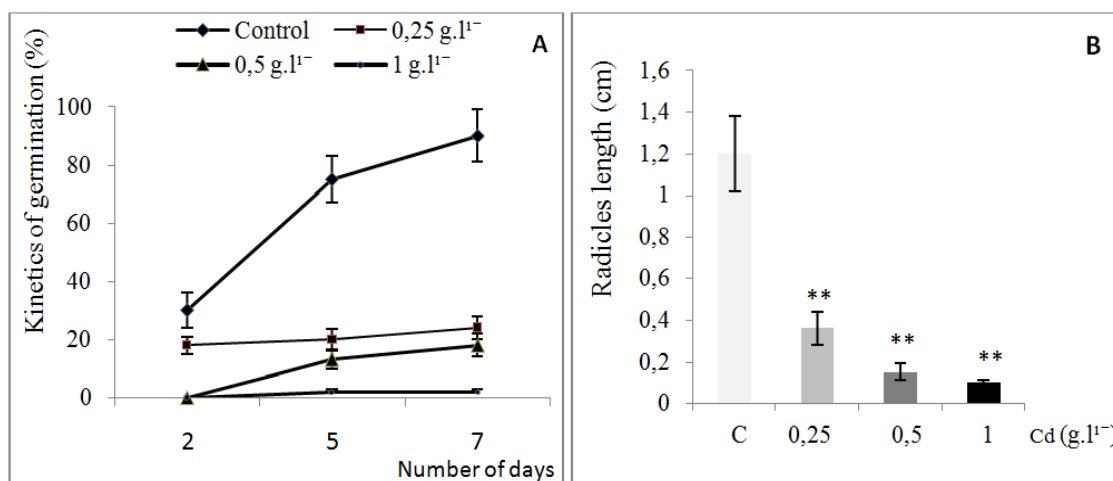 A
Control
0,25 g.l¹⁻
0,5 g.l¹⁻
1 g.l¹⁻
Kinetics of germination (%)
100
80
60
40
20
0
2 5 7
Number of days
B
Radicles length (cm)
1,6
1,4
1,2
1
0,8
0,6
0,4
0,2
0
**
**
**
C 0,25 0,5 1 Cd (g.l¹⁻)